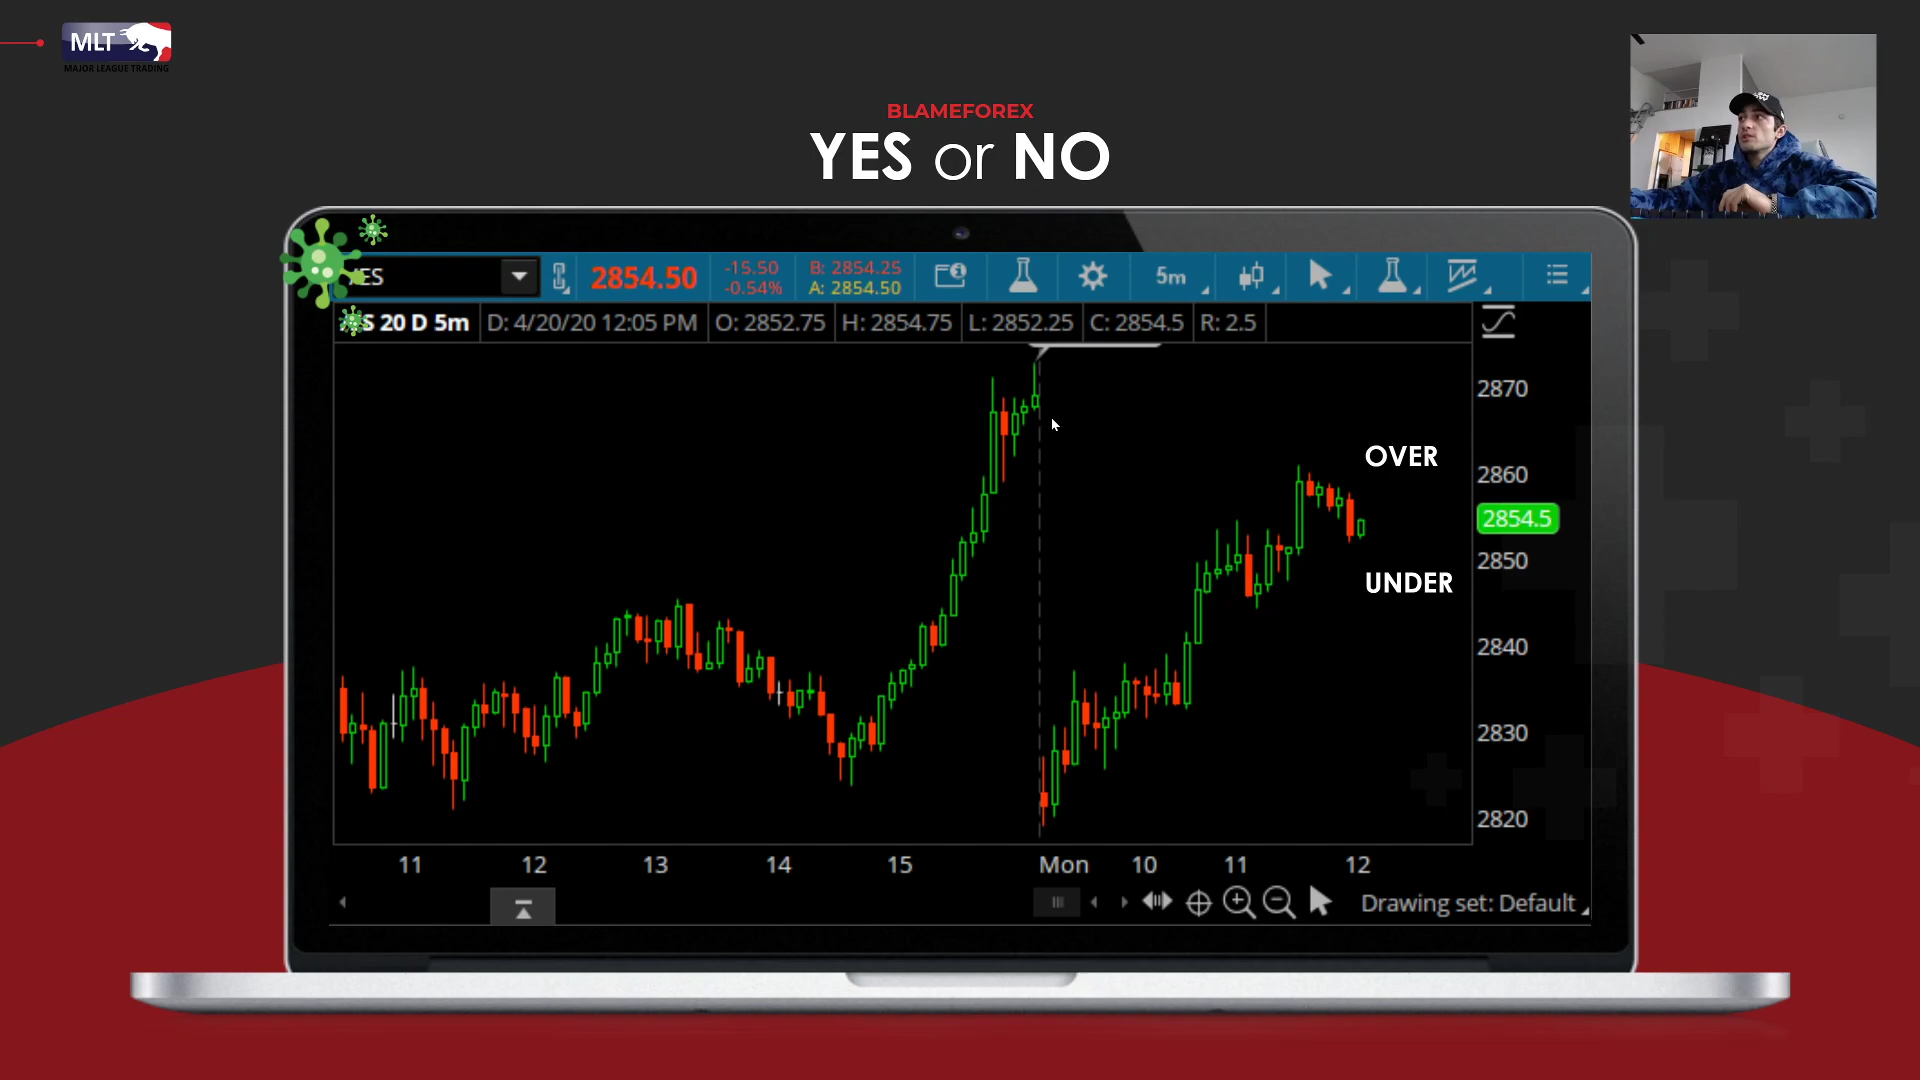 MLT
MAJOR LEAGUE TRADING
BLAMEFOREX
YES or NO
/ES
2854.50
-15.50
-0.54%
B: 2854.25
A: 2854.50
5m
S 20 D 5m
D: 4/20/20 12:05 PM
O: 2852.75
H: 2854.75
L: 2852.25
C: 2854.5
R: 2.5
2870
OVER
2860
2854.5
2850
UNDER
2840
2830
2820
11 12 13 14 15 Mon 10 11 12
Drawing set: Default